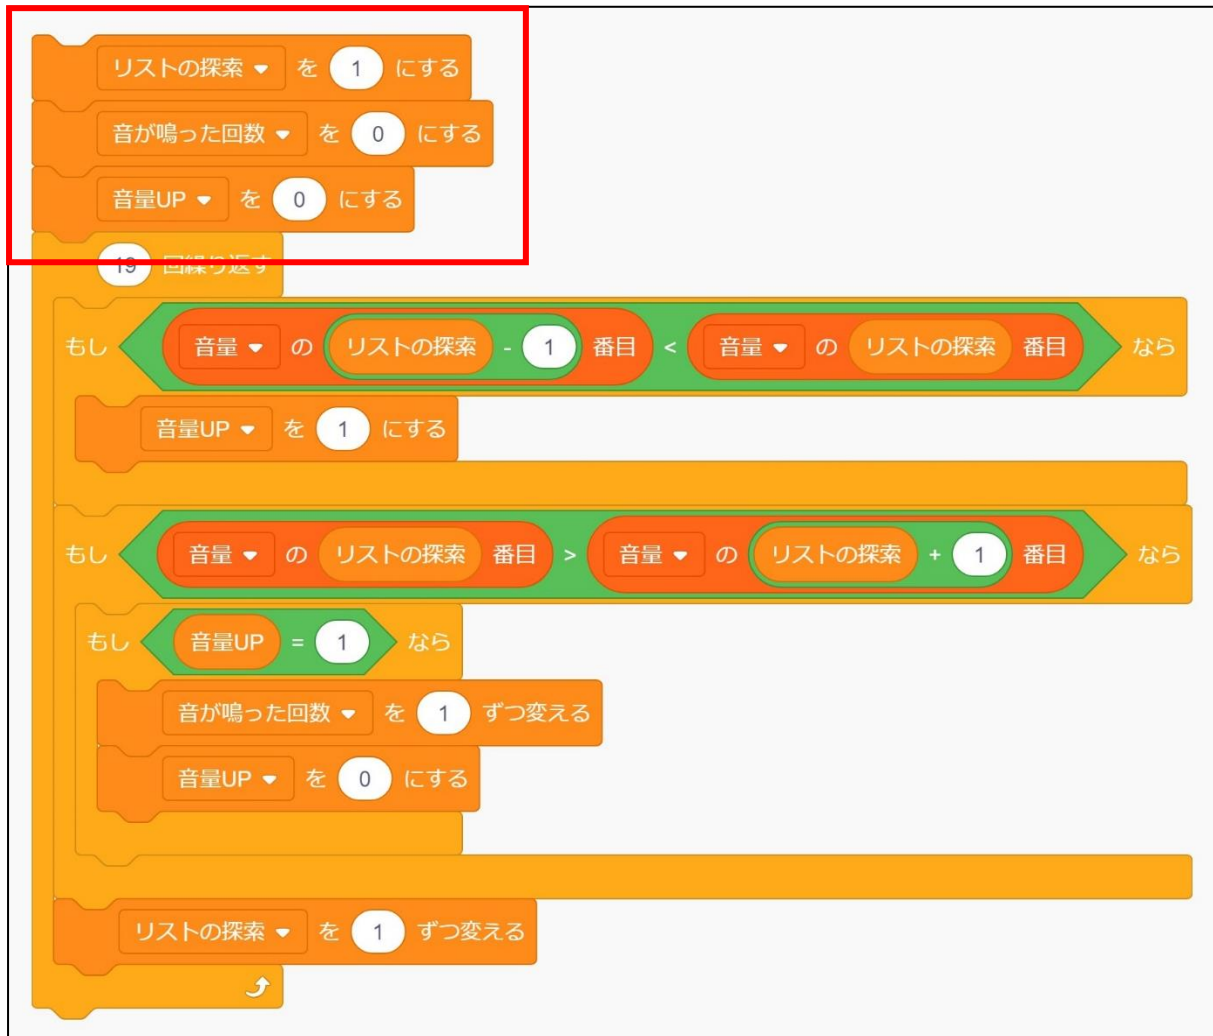 リストの探索 を 1 にする
音が鳴った回数 を 0 にする
音量UP を 0 にする
19 回繰り返す
もし 音量 の リストの探索 - 1 番目 < 音量 の リストの探索 番目 なら
音量UP を 1 にする
もし 音量 の リストの探索 番目 > 音量 の リストの探索 + 1 番目 なら
もし 音量UP = 1 なら
音が鳴った回数 を 1 ずつ変える
音量UP を 0 にする
リストの探索 を 1 ずつ変える